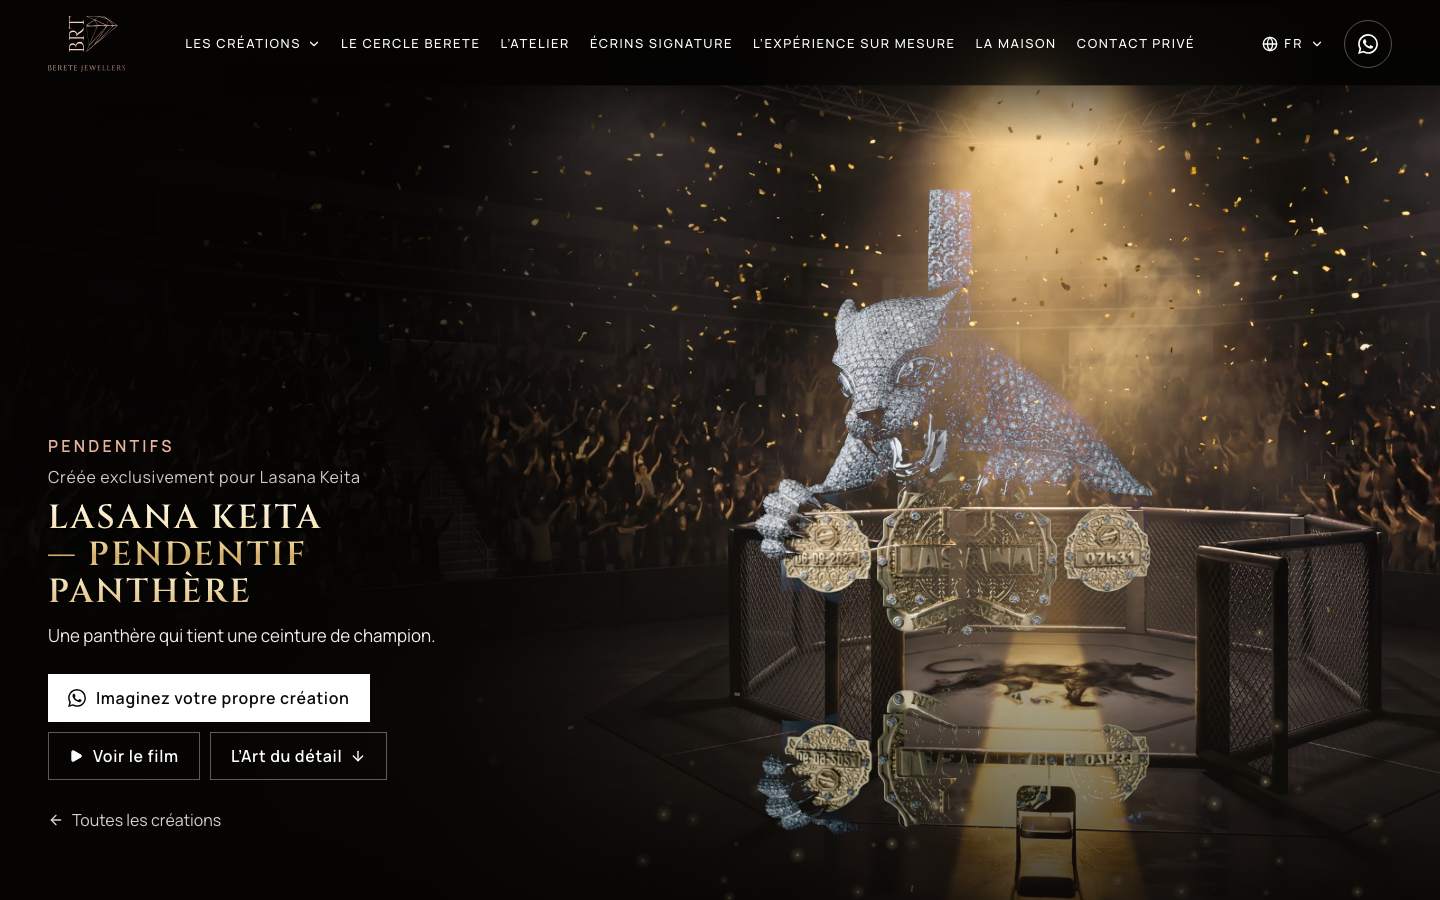 BRT
BERETE JEWELLERS
LES CRÉATIONS
LE CERCLE BERETE
L'ATELIER
ÉCRINS SIGNATURE
L'EXPÉRIENCE SUR MESURE
LA MAISON
CONTACT PRIVÉ
FR
PENDENTIFS
Créée exclusivement pour Lasana Keita
LASANA KEITA
— PENDENTIF
PANTHÈRE
Une panthère qui tient une ceinture de champion.
Imaginez votre propre création
Voir le film
L'Art du détail
Toutes les créations
LASANA
07h31